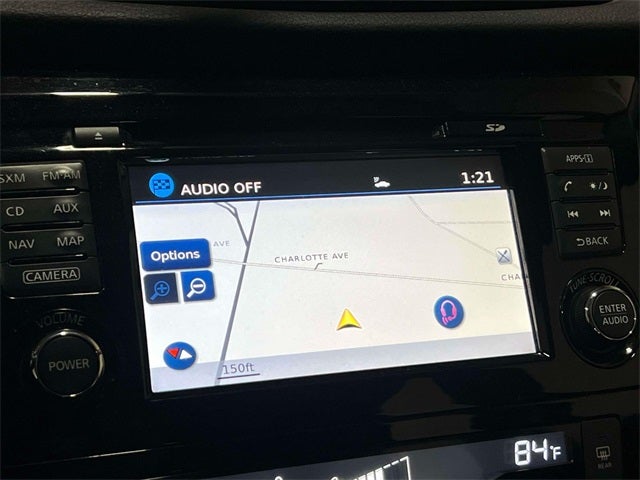 SXM FM·AM
CD AUX
NAV MAP
CAMERA
VOLUME
POWER
SD
AUDIO OFF
1:21
AVE
Options
CHARLOTTE AVE
CHA
150ft
APPS·i
BACK
TUNE·SCROLL
ENTER
AUDIO
84°F
REAR